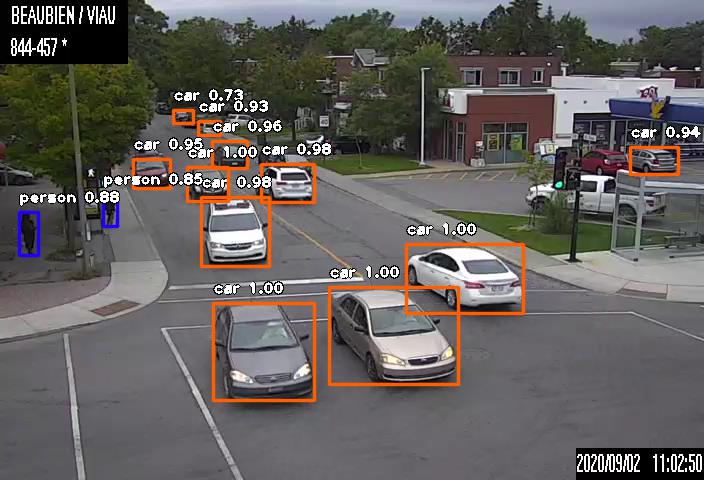 BEAUBIEN / VIAU
844-457 *
car 0.73
car 0.93
car 0.96
car 0.94
car 0.95
car 1.00
car 0.98
person 0.85
car 0.98
person 0.88
car 1.00
car 1.00
car 1.00
2020/09/02 11:02:50